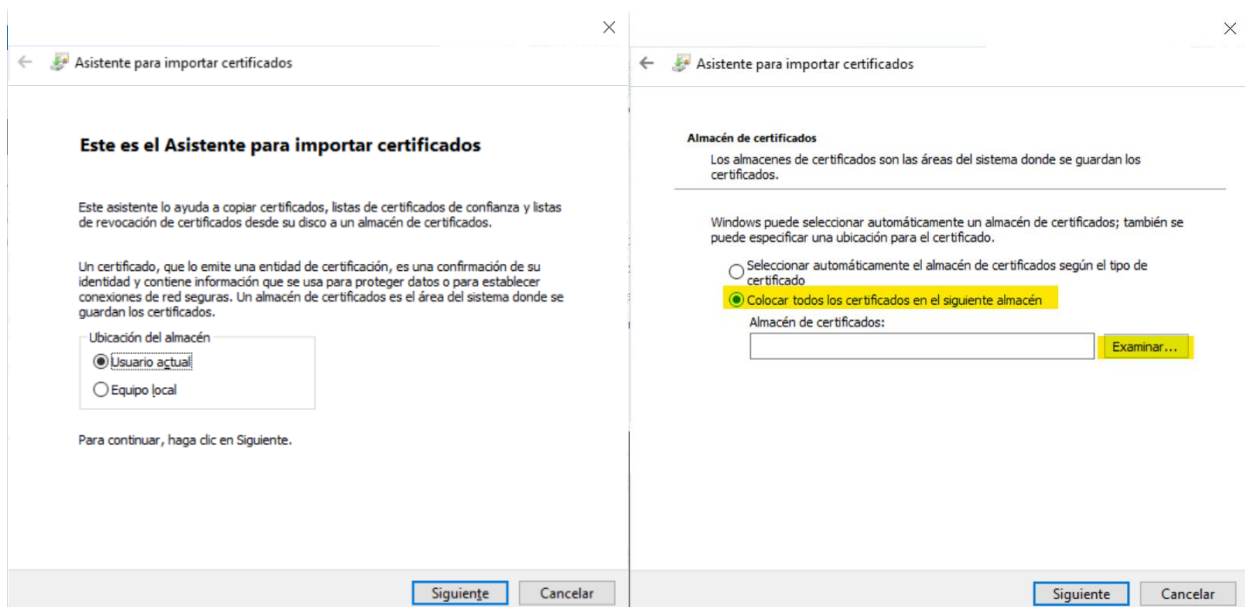 Asistente para importar certificados
Este es el Asistente para importar certificados
Este asistente lo ayuda a copiar certificados, listas de certificados de confianza y listas
de revocación de certificados desde su disco a un almacén de certificados.
Un certificado, que lo emite una entidad de certificación, es una confirmación de su
identidad y contiene información que se usa para proteger datos o para establecer
conexiones de red seguras. Un almacén de certificados es el área del sistema donde se
guardan los certificados.
Ubicación del almacén
Usuario actual
Equipo local
Para continuar, haga clic en Siguiente.
Siguiente
Cancelar
Asistente para importar certificados
Almacén de certificados
Los almacenes de certificados son las áreas del sistema donde se guardan los
certificados.
Windows puede seleccionar automáticamente un almacén de certificados; también se
puede especificar una ubicación para el certificado.
Seleccionar automáticamente el almacén de certificados según el tipo de
certificado
Colocar todos los certificados en el siguiente almacén
Almacén de certificados:
Examinar...
Siguiente
Cancelar